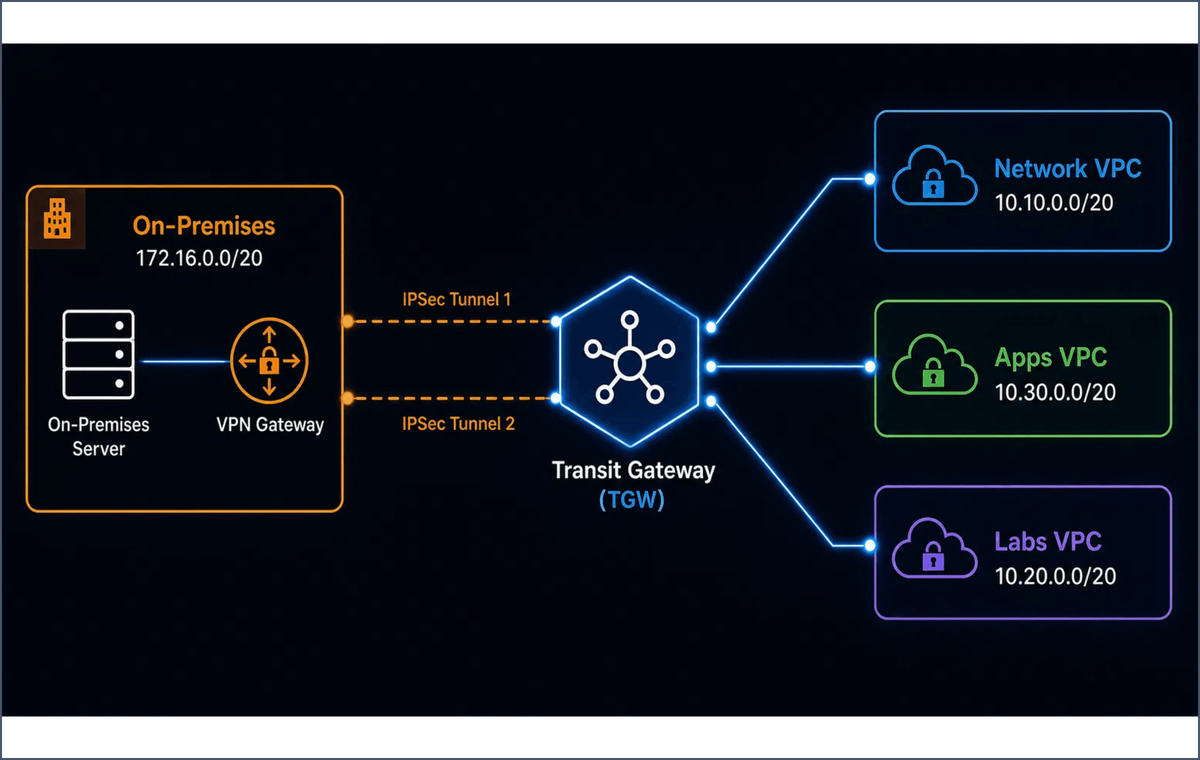 On-Premises
172.16.0.0/20
On-Premises
Server
VPN Gateway
IPSec Tunnel 1
IPSec Tunnel 2
Transit Gateway
(TGW)
Network VPC
10.10.0.0/20
Apps VPC
10.30.0.0/20
Labs VPC
10.20.0.0/20